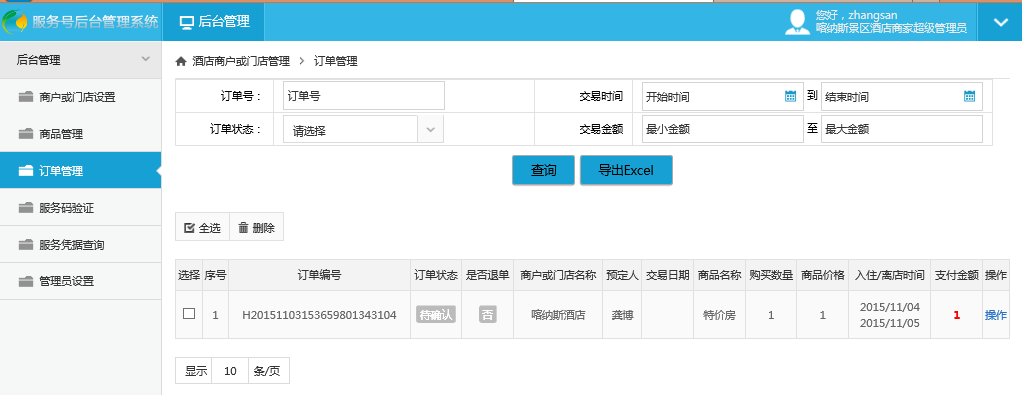 服务号后台管理系统
后台管理
您好，zhangsan
喀纳斯景区酒店商家超级管理员
后台管理
商户或门店设置
商品管理
订单管理
服务码验证
服务凭据查询
管理员设置
酒店商户或门店管理 > 订单管理
订单号： 订单号 交易时间 开始时间 到 结束时间
订单状态： 请选择 交易金额 最小金额 至 最大金额
查询 导出Excel
全选 删除
选择 序号 订单编号 订单状态 是否退单 商户或门店名称 预定人 交易日期 商品名称 购买数量 商品价格 入住/离店时间 支付金额 操作
1 H20151103153659801343104 待确认 否 喀纳斯酒店 龚博 特价房 1 1 2015/11/04 1 操作
2015/11/05
显示 10 条/页